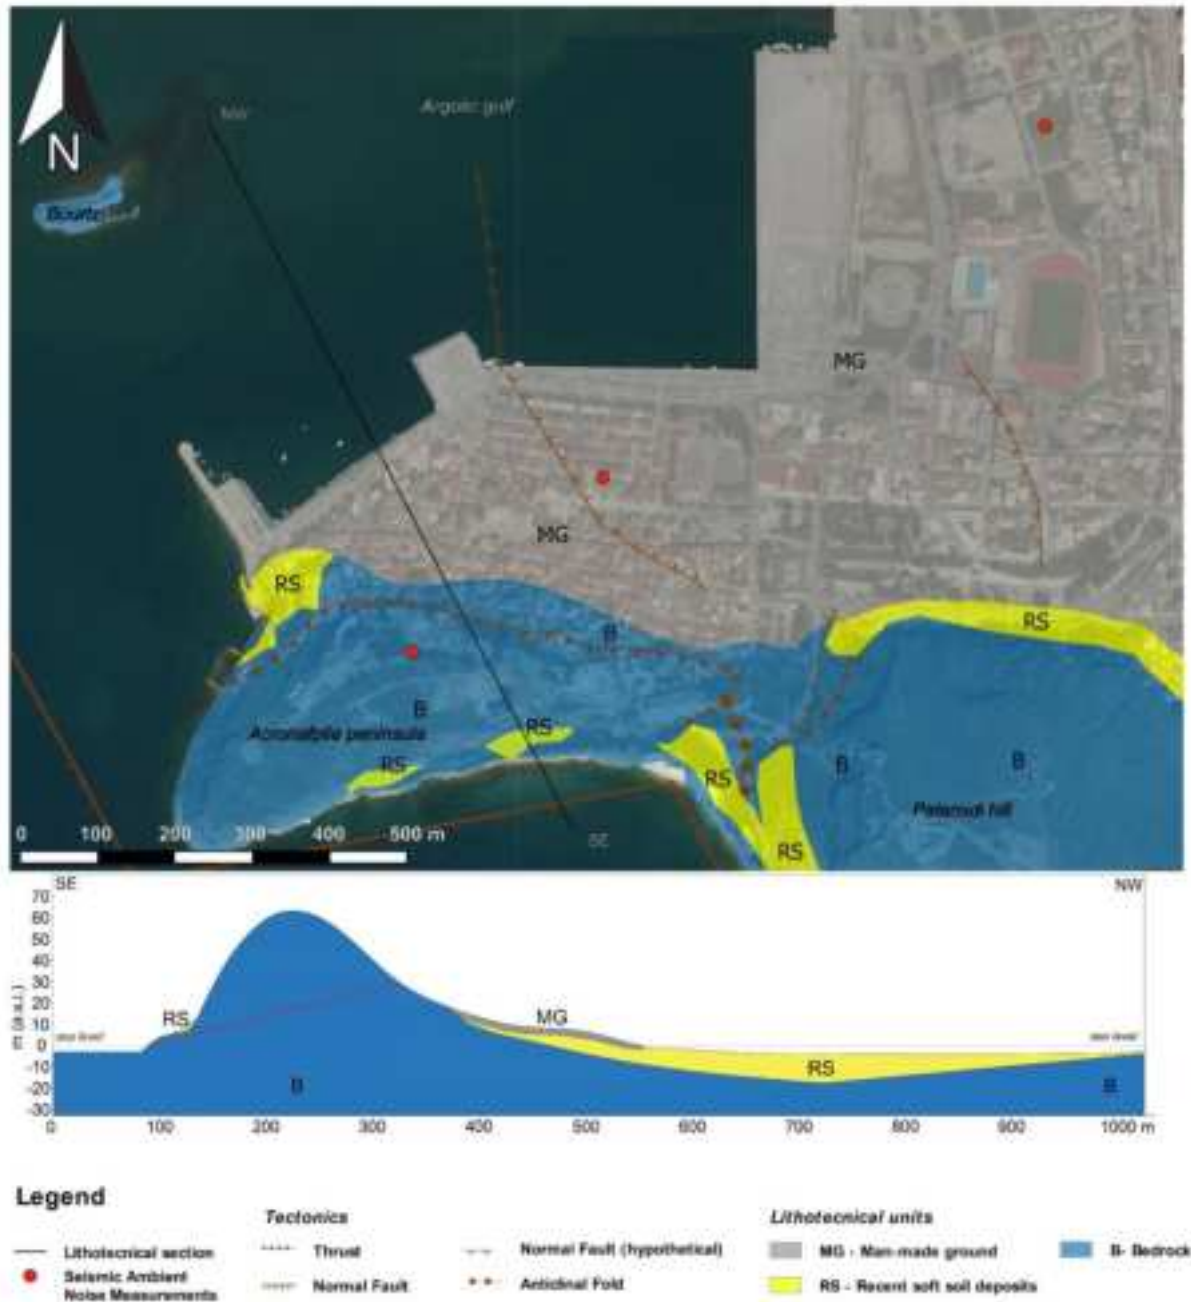 NW
Argolic gulf
N
MG
MG
RS
B
RS
B
Acronafplia peninsula
RS
RS
RS
B
B
Palamidi hill
RS
0 100 200 300 400 500 m
SE
SE
NW
70
60
50
40
30
20
10
0
-10
-20
-30
m (a.s.l.)
RS
MG
sea level
sea level
RS
B
B
0 100 200 300 400 500 600 700 800 900 1000 m
Legend
Tectonics
Lithotecnical units
Lithotecnical section
Thrust
Normal Fault (hypothetical)
MG - Man-made ground
B- Bedrock
Seismic Ambient
Noise Measurements
Normal Fault
Anticlinal Fold
RS - Recent soft soil deposits